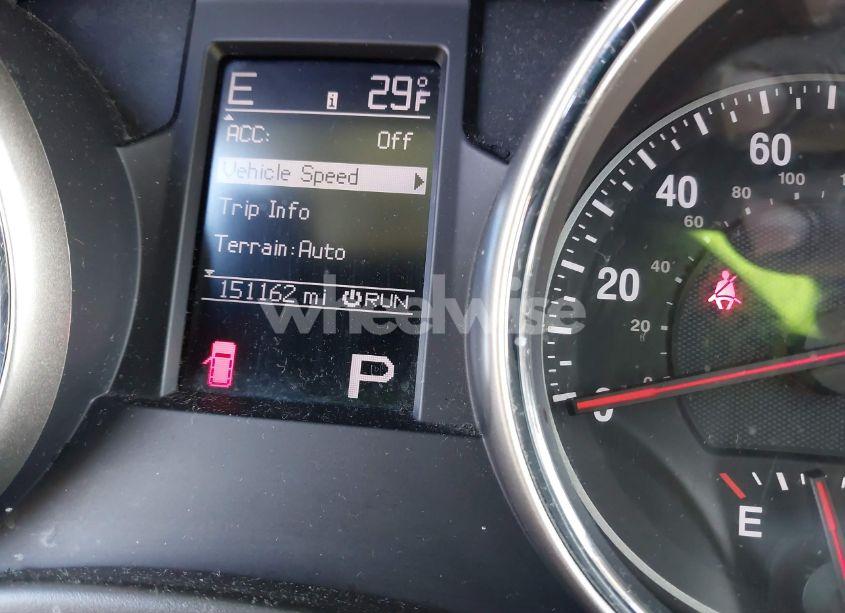 E i 29°F
ACC: Off
Vehicle Speed
Trip Info
Terrain:Auto
151162 mi RUN
P
0
20
40
60
20
40
60
80
100
E
wheelwise